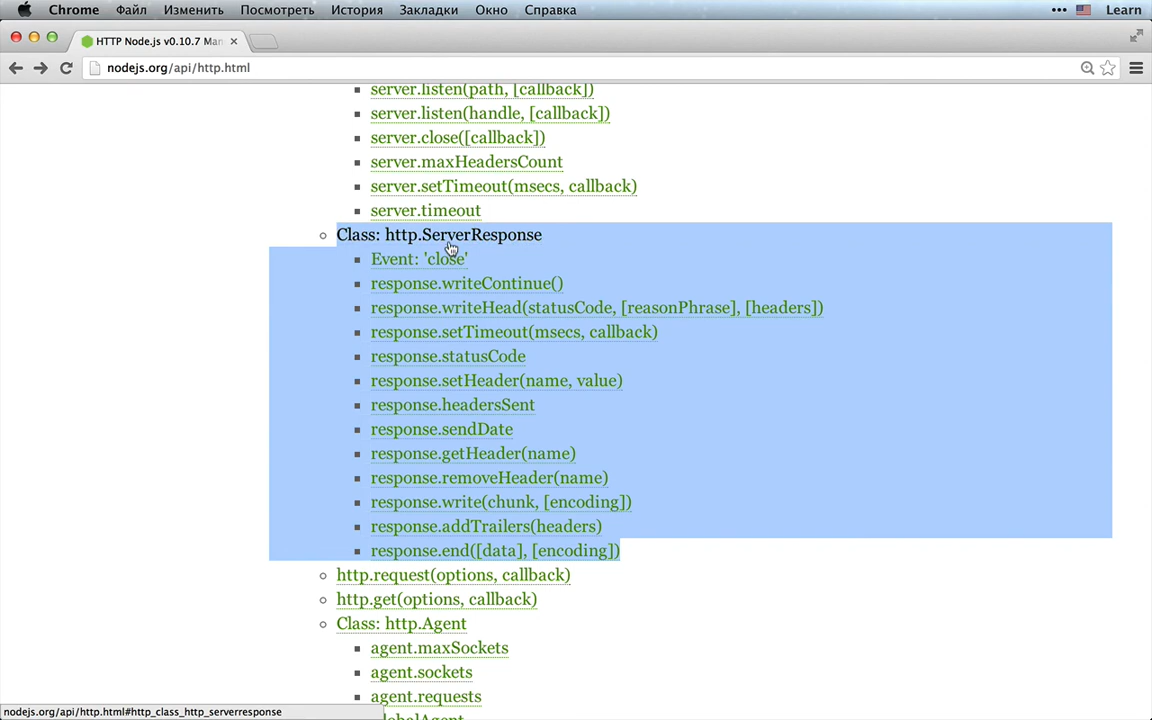 Chrome Файл Изменить Посмотреть История Закладки Окно Справка ••• Learn
HTTP Node.js v0.10.7 Man
nodejs.org/api/http.html
server.listen(path, [callback])
server.listen(handle, [callback])
server.close([callback])
server.maxHeadersCount
server.setTimeout(msecs, callback)
server.timeout
Class: http.ServerResponse
Event: 'close'
response.writeContinue()
response.writeHead(statusCode, [reasonPhrase], [headers])
response.setTimeout(msecs, callback)
response.statusCode
response.setHeader(name, value)
response.headersSent
response.sendDate
response.getHeader(name)
response.removeHeader(name)
response.write(chunk, [encoding])
response.addTrailers(headers)
response.end([data], [encoding])
http.request(options, callback)
http.get(options, callback)
Class: http.Agent
agent.maxSockets
agent.sockets
agent.requests
globalAgent
nodejs.org/api/http.html#http_class_http_serverresponse